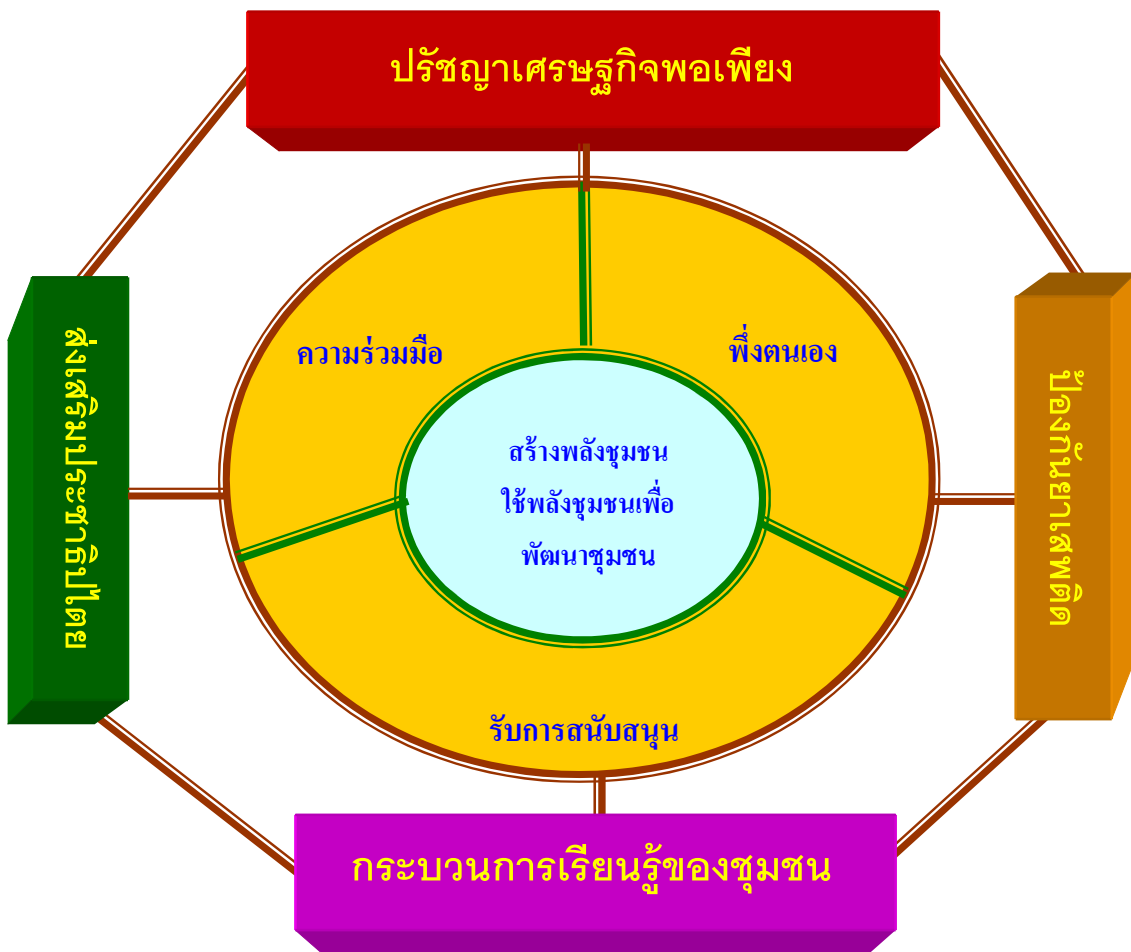 ปรัชญาเศรษฐกิจพอเพียง
ความร่วมมือ
พึ่งตนเอง
ส่งเสริมประชาธิปไตย
สร้างพลังชุมชน
ใช้พลังชุมชนเพื่อ
พัฒนาชุมชน
ป้องกันยาเสพติด
รับการสนับสนุน
กระบวนการเรียนรู้ของชุมชน